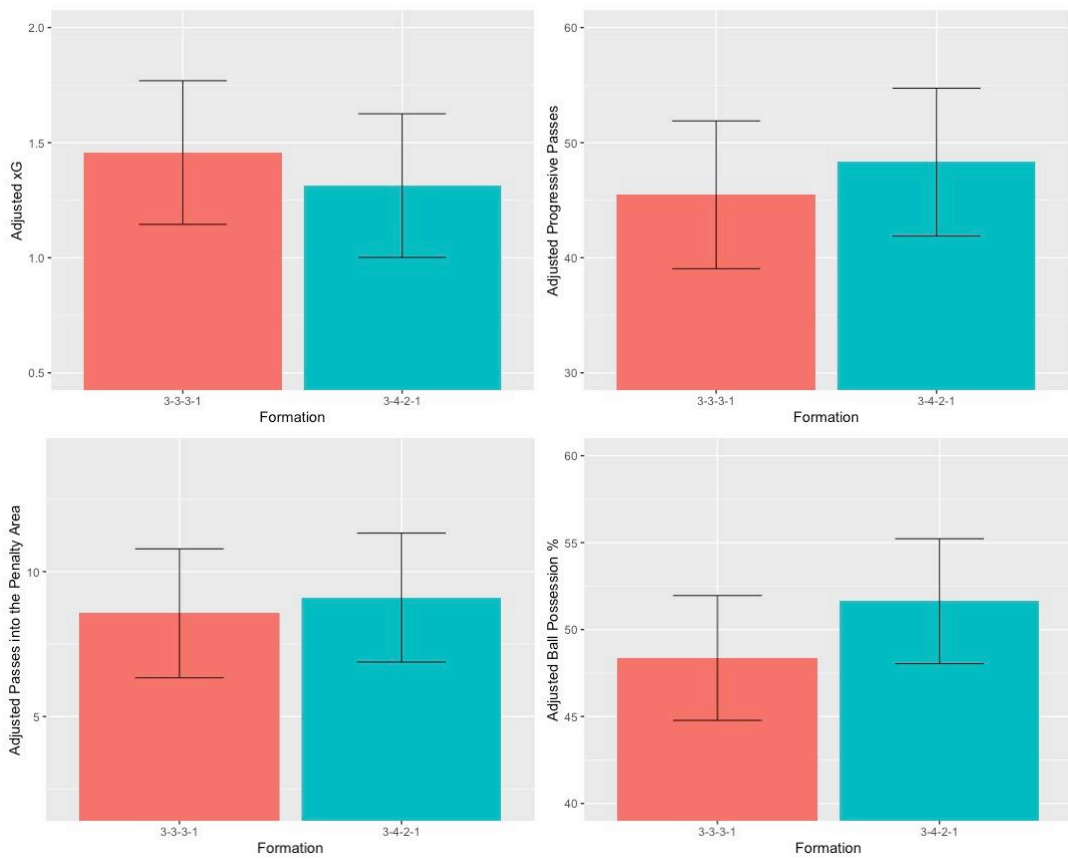 Adjusted xG
2.0
1.5
1.0
0.5
3-3-3-1
3-4-2-1
Formation
Adjusted Progressive Passes
60
50
40
30
3-3-3-1
3-4-2-1
Formation
Adjusted Passes into the Penalty Area
10
5
3-3-3-1
3-4-2-1
Formation
Adjusted Ball Possession %
60
55
50
45
40
3-3-3-1
3-4-2-1
Formation